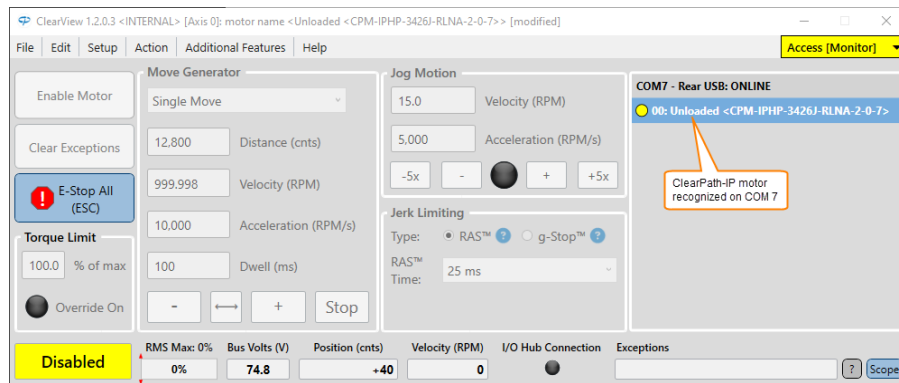 ClearView 1.2.0.3 <INTERNAL> [Axis 0]: motor name <Unloaded <CPM-IPHP-3426J-RLNA-2-0-7>> [modified]
File Edit Setup Action Additional Features Help
Access [Monitor]
Enable Motor
Clear Exceptions
E-Stop All
(ESC)
Torque Limit
100.0 % of max
Override On
Move Generator
Single Move
12,800 Distance (cnts)
999.998 Velocity (RPM)
10,000 Acceleration (RPM/s)
100 Dwell (ms)
- + Stop
Jog Motion
15.0 Velocity (RPM)
5,000 Acceleration (RPM/s)
-5x - + +5x
Jerk Limiting
Type: RAS™ ? g-Stop™ ?
RAS™
Time: 25 ms
COM7 - Rear USB: ONLINE
00: Unloaded <CPM-IPHP-3426J-RLNA-2-0-7>
ClearPath-IP motor
recognized on COM 7
Disabled
RMS Max: 0% Bus Volts (V) Position (cnts) Velocity (RPM) I/O Hub Connection Exceptions
0% 74.8 +40 0 ? Scope